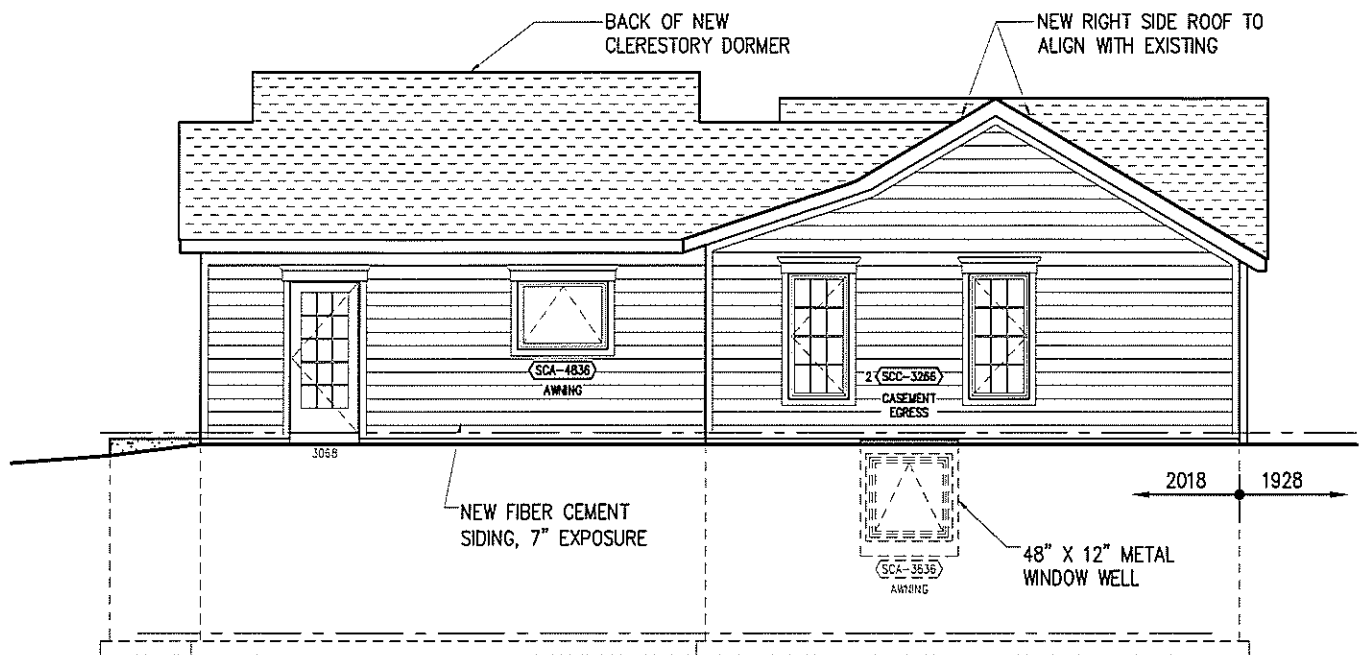 BACK OF NEW
CLERESTORY DORMER
NEW RIGHT SIDE ROOF TO
ALIGN WITH EXISTING
SCA-4836
AWNING
2 SCC-3266
CASEMENT
EGRESS
3068
2018 1928
NEW FIBER CEMENT
SIDING, 7" EXPOSURE
48" X 12" METAL
WINDOW WELL
SCA-3636
AWNING